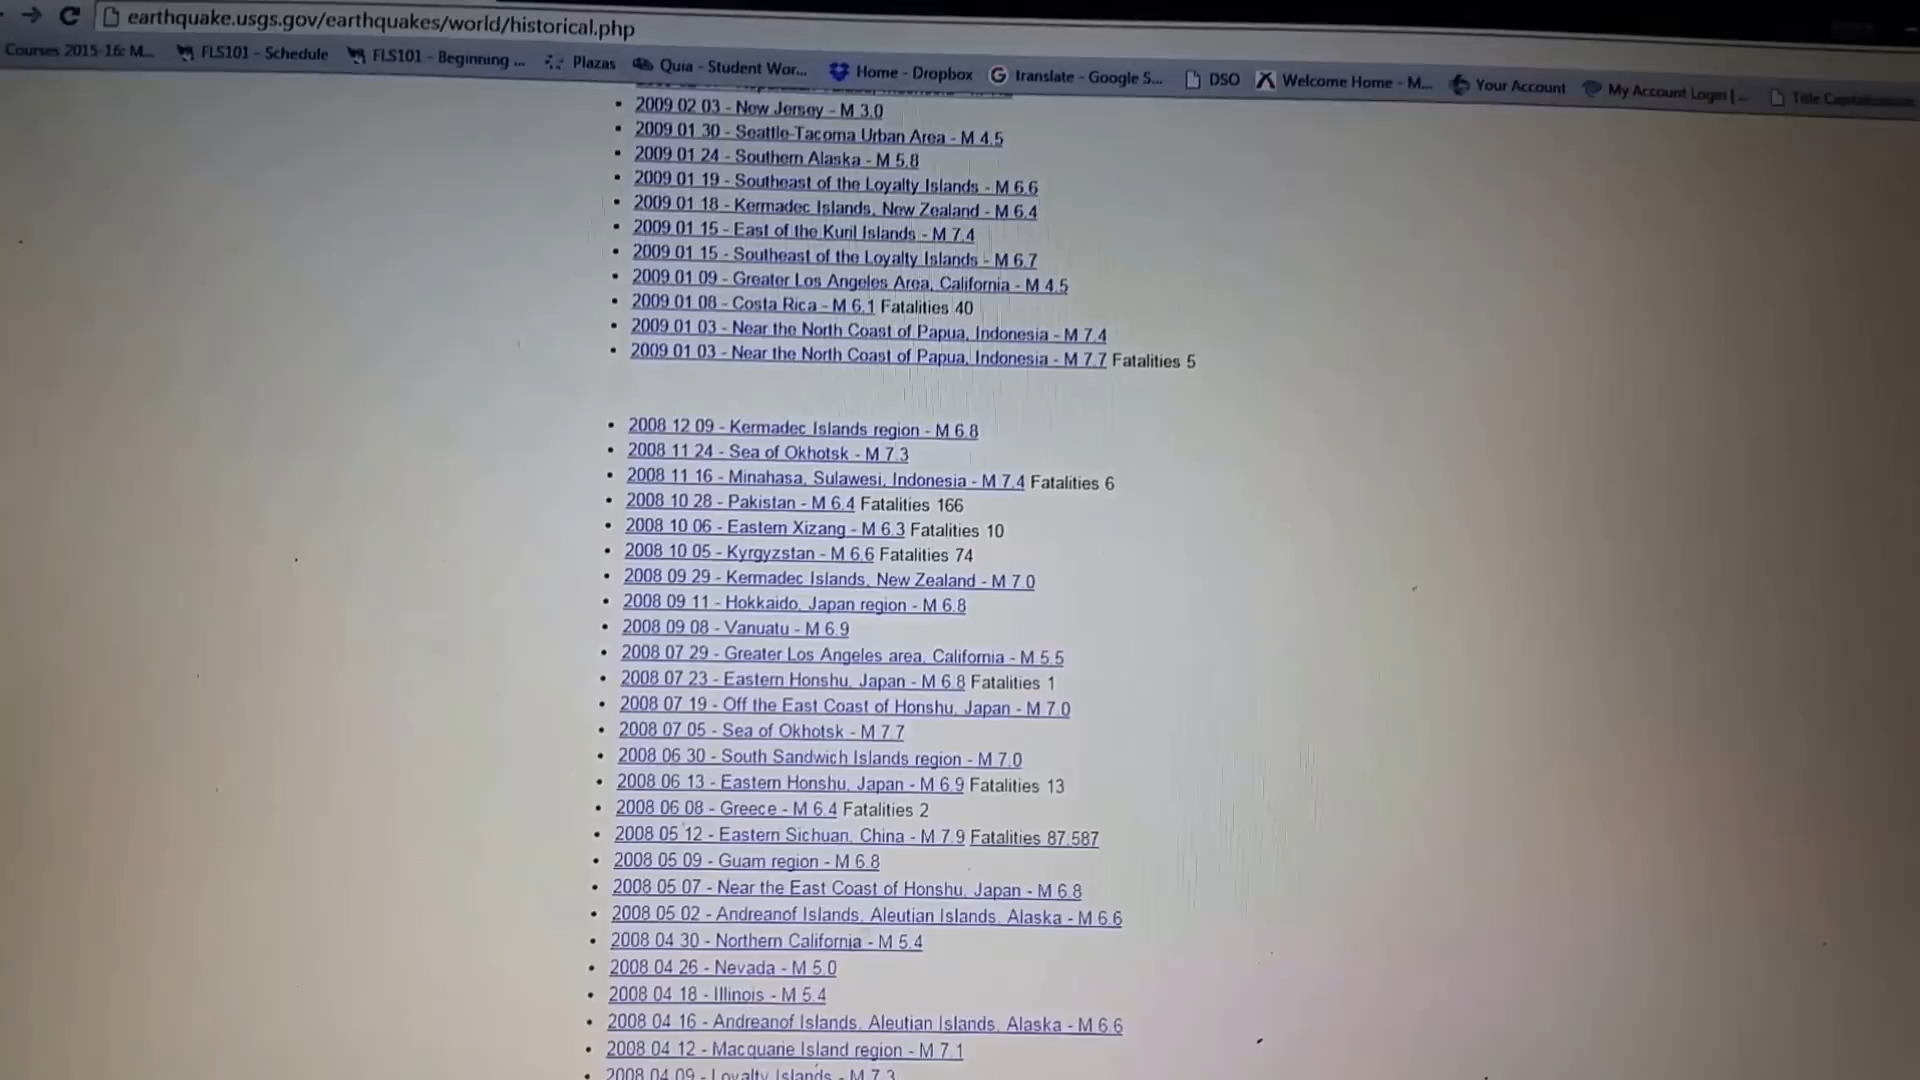 earthquake.usgs.gov/earthquakes/world/historical.php
Courses 2015-16: M... FLS101 - Schedule FLS101 - Beginning ... Plazas Quia - Student Wor... Home - Dropbox translate - Google S... DSO Welcome Home - M... Your Account My Account Login | ... Title Capitalization
2009 02 03 - New Jersey - M 3.0
2009 01 30 - Seattle-Tacoma Urban Area - M 4.5
2009 01 24 - Southern Alaska - M 5.8
2009 01 19 - Southeast of the Loyalty Islands - M 6.6
2009 01 18 - Kermadec Islands, New Zealand - M 6.4
2009 01 15 - East of the Kuril Islands - M 7.4
2009 01 15 - Southeast of the Loyalty Islands - M 6.7
2009 01 09 - Greater Los Angeles Area, California - M 4.5
2009 01 08 - Costa Rica - M 6.1 Fatalities 40
2009 01 03 - Near the North Coast of Papua, Indonesia - M 7.4
2009 01 03 - Near the North Coast of Papua, Indonesia - M 7.7 Fatalities 5
2008 12 09 - Kermadec Islands region - M 6.8
2008 11 24 - Sea of Okhotsk - M 7.3
2008 11 16 - Minahasa, Sulawesi, Indonesia - M 7.4 Fatalities 6
2008 10 28 - Pakistan - M 6.4 Fatalities 166
2008 10 06 - Eastern Xizang - M 6.3 Fatalities 10
2008 10 05 - Kyrgyzstan - M 6.6 Fatalities 74
2008 09 29 - Kermadec Islands, New Zealand - M 7.0
2008 09 11 - Hokkaido, Japan region - M 6.8
2008 09 08 - Vanuatu - M 6.9
2008 07 29 - Greater Los Angeles area, California - M 5.5
2008 07 23 - Eastern Honshu, Japan - M 6.8 Fatalities 1
2008 07 19 - Off the East Coast of Honshu, Japan - M 7.0
2008 07 05 - Sea of Okhotsk - M 7.7
2008 06 30 - South Sandwich Islands region - M 7.0
2008 06 13 - Eastern Honshu, Japan - M 6.9 Fatalities 13
2008 06 08 - Greece - M 6.4 Fatalities 2
2008 05 12 - Eastern Sichuan, China - M 7.9 Fatalities 87,587
2008 05 09 - Guam region - M 6.8
2008 05 07 - Near the East Coast of Honshu, Japan - M 6.8
2008 05 02 - Andreanof Islands, Aleutian Islands, Alaska - M 6.6
2008 04 30 - Northern California - M 5.4
2008 04 26 - Nevada - M 5.0
2008 04 18 - Illinois - M 5.4
2008 04 16 - Andreanof Islands, Aleutian Islands, Alaska - M 6.6
2008 04 12 - Macquarie Island region - M 7.1
2008 04 09 - Loyalty Islands - M 7.3